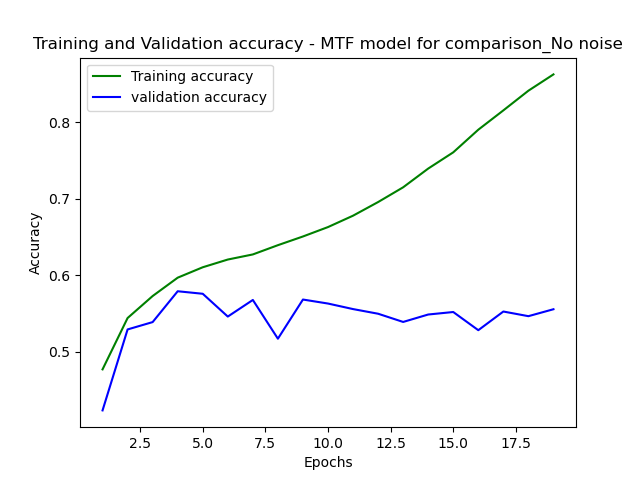 Training and Validation accuracy - MTF model for comparison_No noise
Training accuracy
validation accuracy
0.8
0.7
0.6
0.5
Accuracy
2.5 5.0 7.5 10.0 12.5 15.0 17.5
Epochs